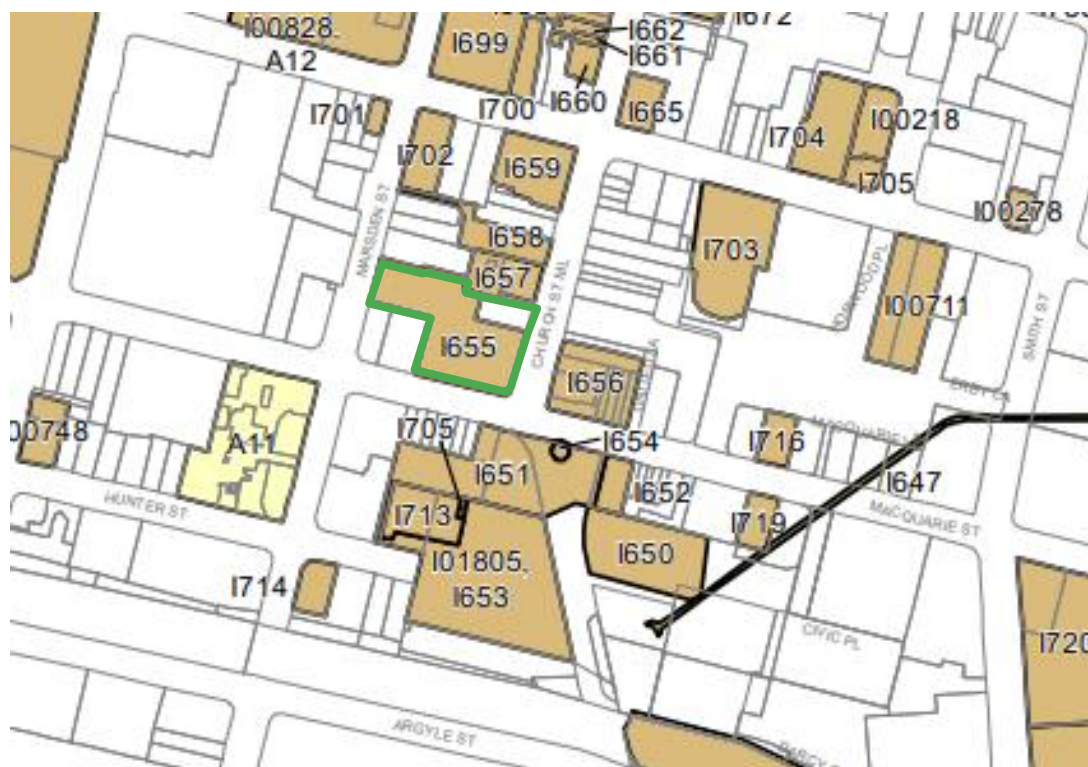 I00828,
A12
I699
I662
I661
I672
I701
I700
I660
I665
I702
I659
I704
I00218
I705
I00278
MARSDEN ST
I658
I703
I657
CHURCH ST ML
I00711
SMITH ST
I655
I656
ERBY LA
00748
A11
I705
I654
I716
I651
I652
I647
HUNTER ST
I713
I719
MACQUARIE ST
I01805,
I653
I650
I714
CIVIC PL
I720
ARGYLE ST